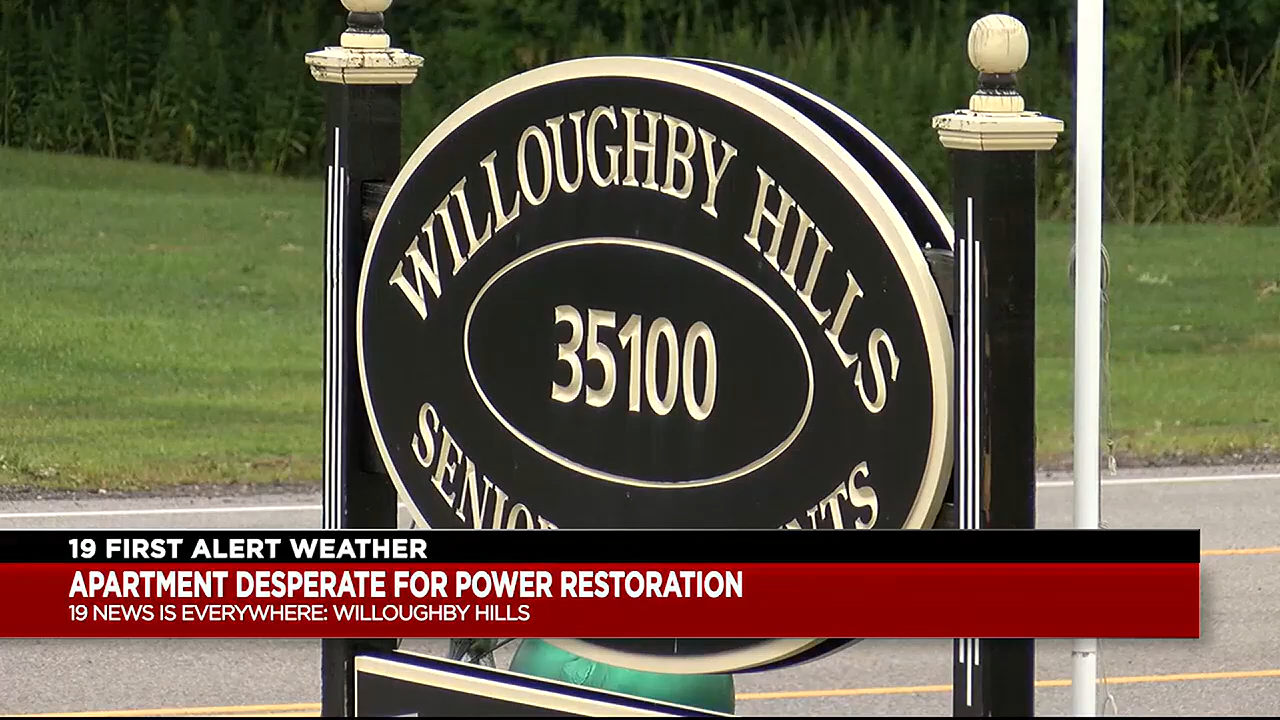 WILLOUGHBY HILLS
35100
19 FIRST ALERT WEATHER
APARTMENT DESPERATE FOR POWER RESTORATION
19 NEWS IS EVERYWHERE: WILLOUGHBY HILLS